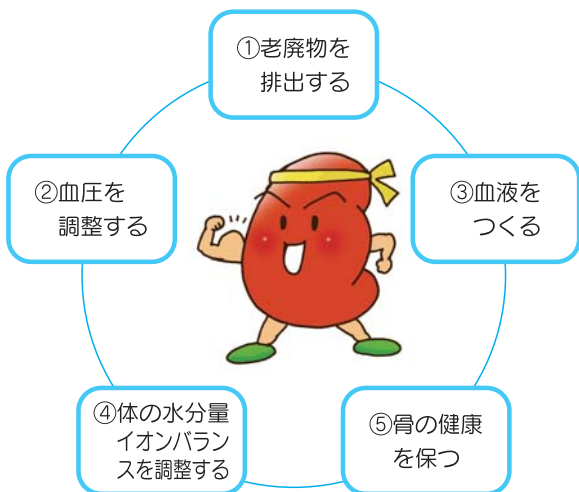 ①老廃物を
排出する
②血圧を
調整する
③血液を
つくる
④体の水分量
イオンバラン
スを調整する
⑤骨の健康
を保つ